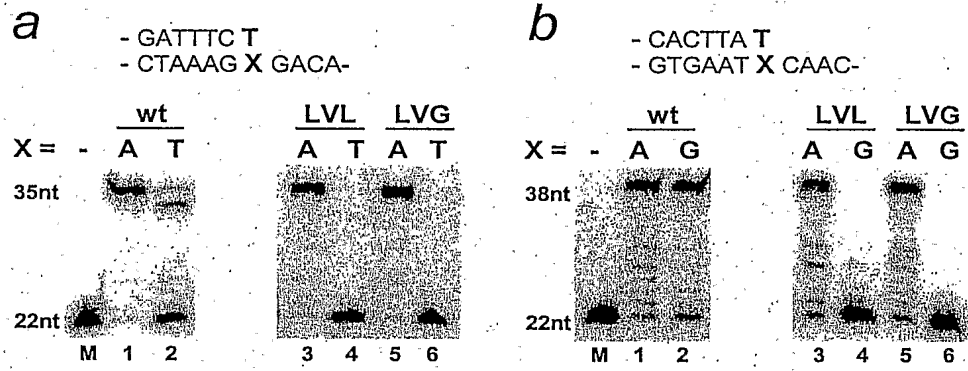 a
- GATTTC T
- CTAAAG X GACA-
wt LVL LVG
X = - A T A T A T
35nt
22nt
M 1 2 3 4 5 6
b
- CACTTA T
- GTGAAT X CAAC-
wt LVL LVG
X = - A G A G A G
38nt
22nt
M 1 2 3 4 5 6